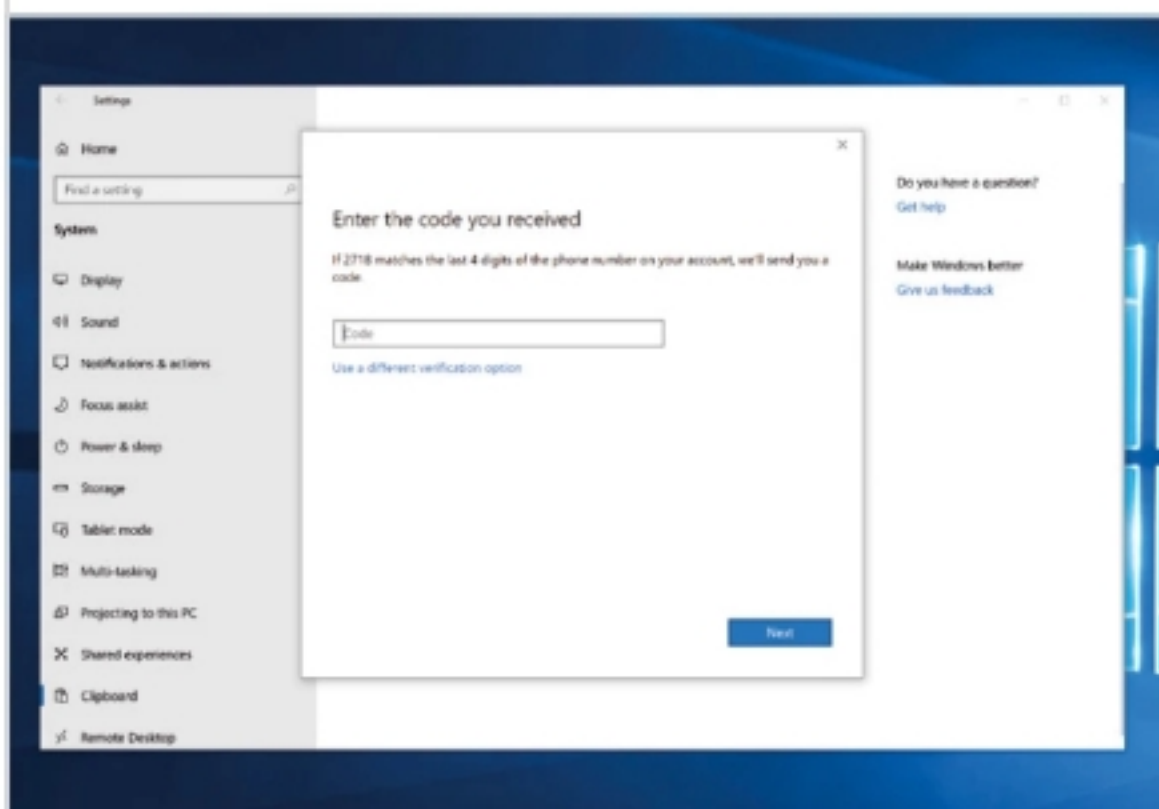 Settings
Home
Find a setting
System
Display
Sound
Notifications & actions
Focus assist
Power & sleep
Storage
Tablet mode
Multi-tasking
Projecting to this PC
Shared experiences
Clipboard
Remote Desktop
Enter the code you received
If 2718 matches the last 4 digits of the phone number on your account, we'll send you a
code.
Code
Use a different verification option
Next
Do you have a question?
Get help
Make Windows better
Give us feedback